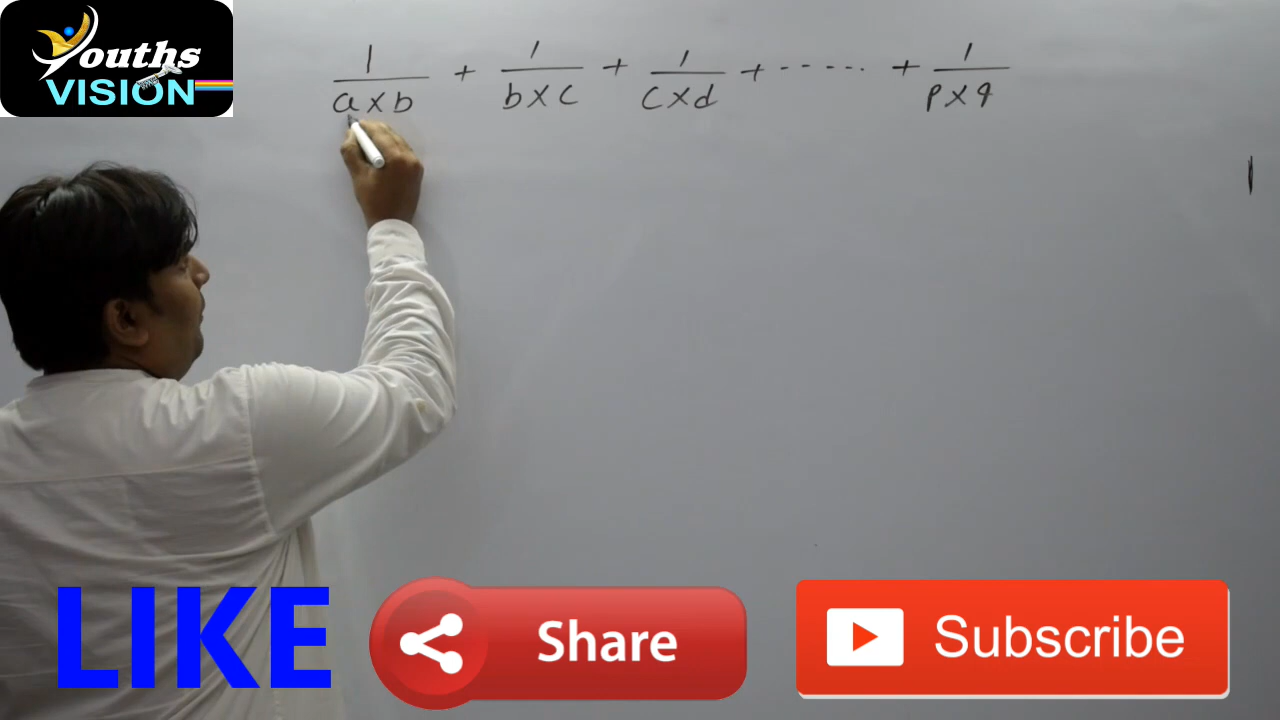 Youths
VISION
1/(a×b) + 1/(b×c) + 1/(c×d) + ------ + 1/(p×q)
LIKE
Share
Subscribe